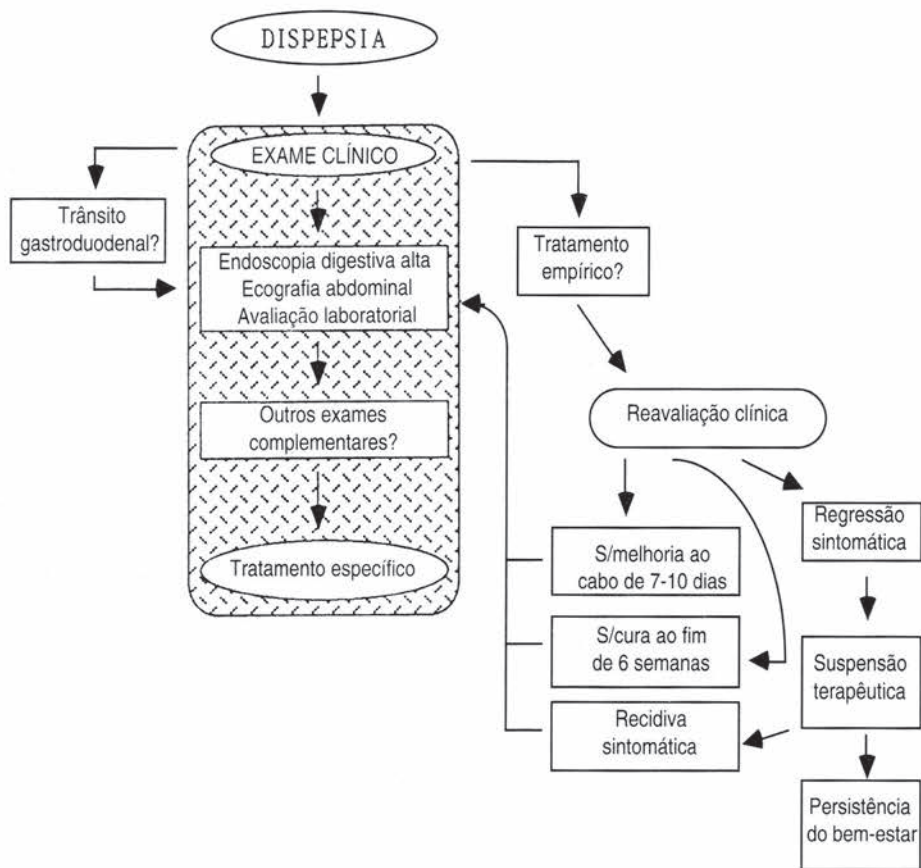 DISPEPSIA
EXAME CLÍNICO
Trânsito
gastroduodenal?
Tratamento
empírico?
Endoscopia digestiva alta
Ecografia abdominal
Avaliação laboratorial
Outros exames
complementares?
Reavaliação clínica
Regressão
sintomática
S/melhoria ao
cabo de 7-10 dias
Tratamento específico
S/cura ao fim
de 6 semanas
Suspensão
terapêutica
Recidiva
sintomática
Persistência
do bem-estar